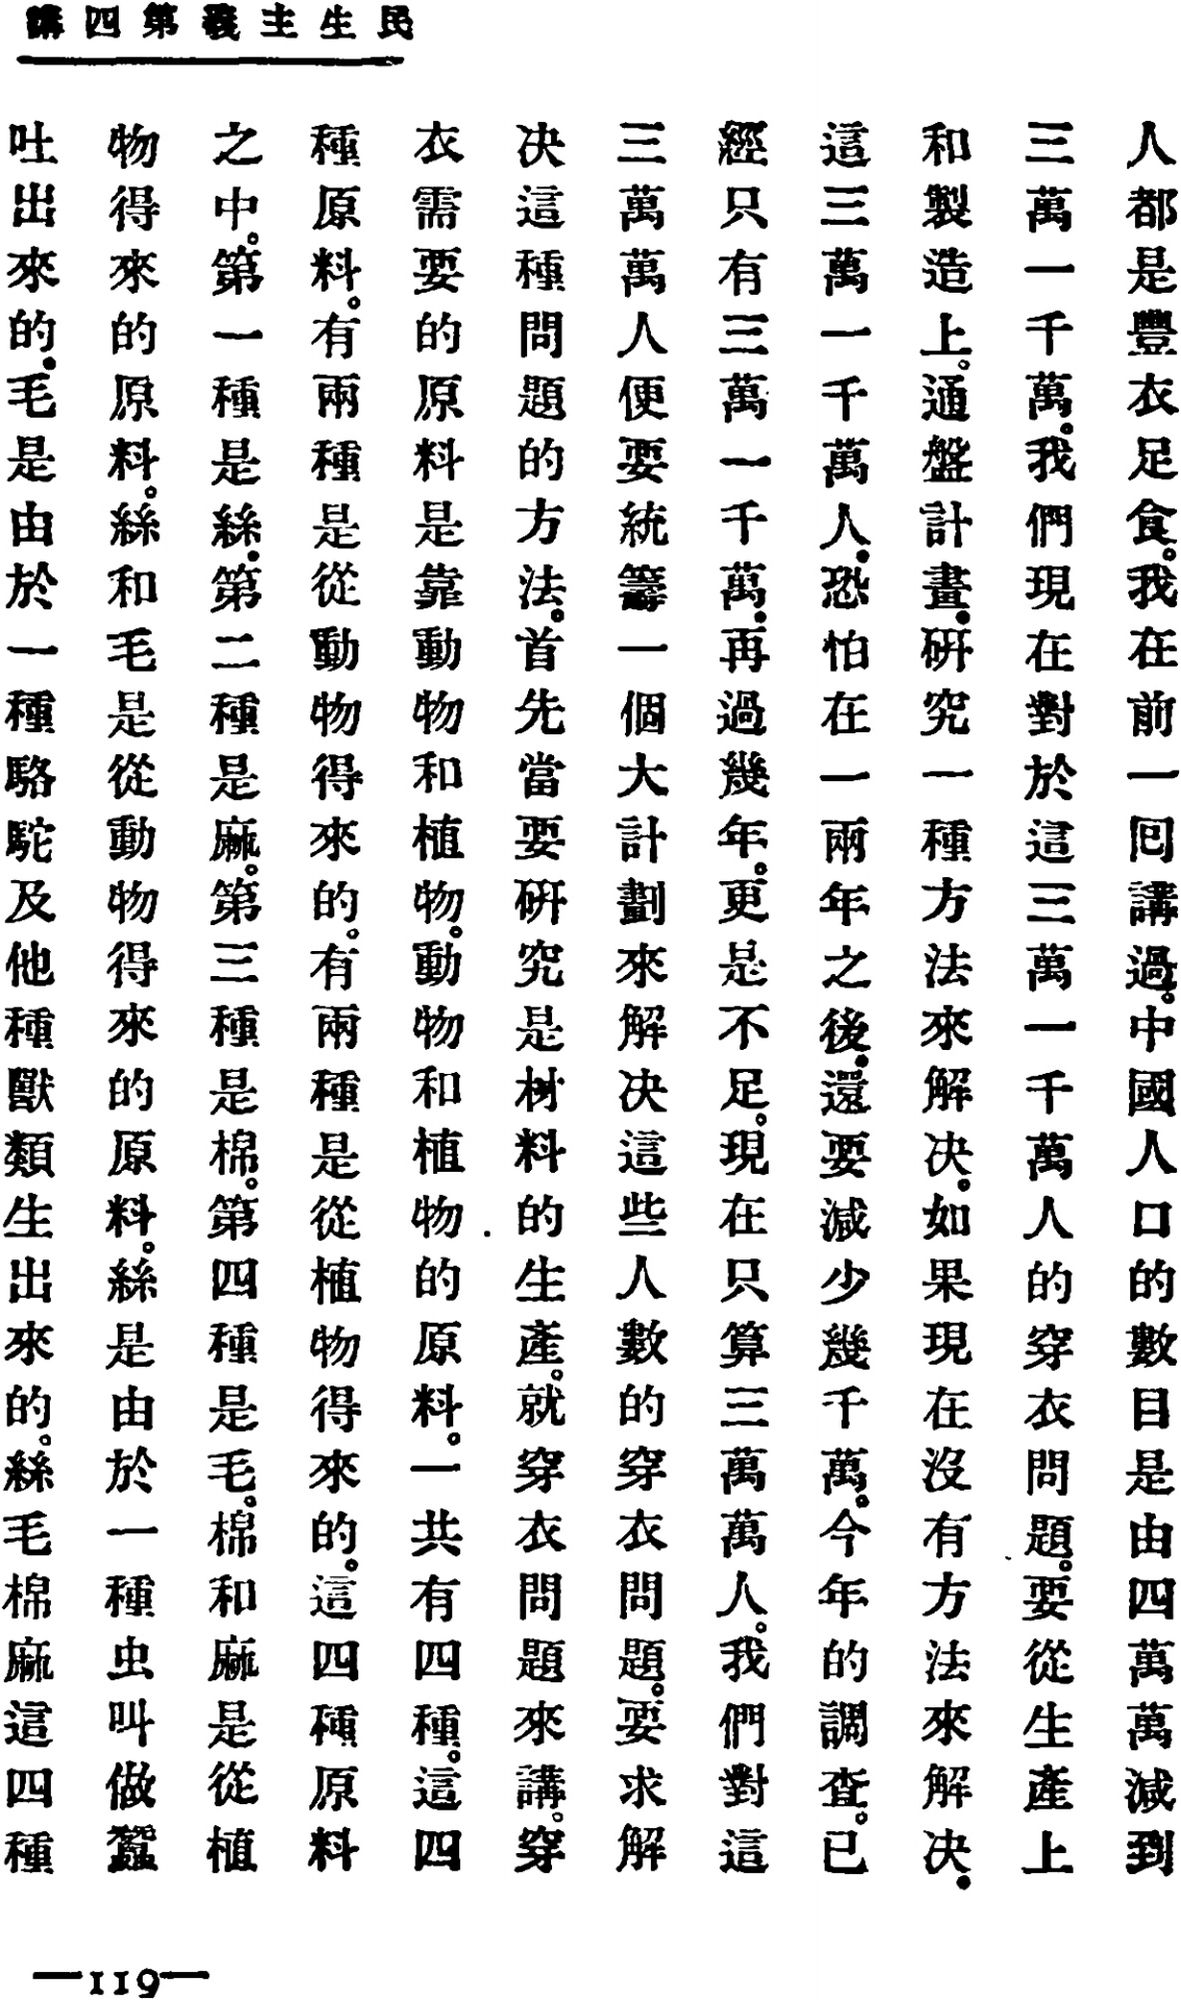 民生主義第四講
人都是豐衣足食。我在前一回講過。中國人口的數目是由四萬萬減到
三萬一千萬。我們現在對於這三萬一千萬人的穿衣問題。要從生產上
和製造上。通盤計畫。研究一種方法來解决。如果現在沒有方法來解决。
這三萬一千萬人。恐怕在一兩年之後。還要減少幾千萬。今年的調查。已
經只有三萬一千萬。再過幾年。更是不足。現在只算三萬萬人。我們對這
三萬萬人便要統籌一個大計劃來解决這些人數的穿衣問題。要求解
决這種問題的方法。首先當要研究是材料的生產。就穿衣問題來講。穿
衣需要的原料是靠動物和植物。動物和植物的原料。一共有四種。這四
種原料。有兩種是從動物得來的。有兩種是從植物得來的。這四種原料
之中。第一種是絲。第二種是麻。第三種是棉。第四種是毛。棉和麻是從植
物得來的原料。絲和毛是從動物得來的原料。絲是由於一種虫叫做蠶
吐出來的。毛是由於一種駱駝及他種獸類生出來的。絲毛棉麻這四種
—119—